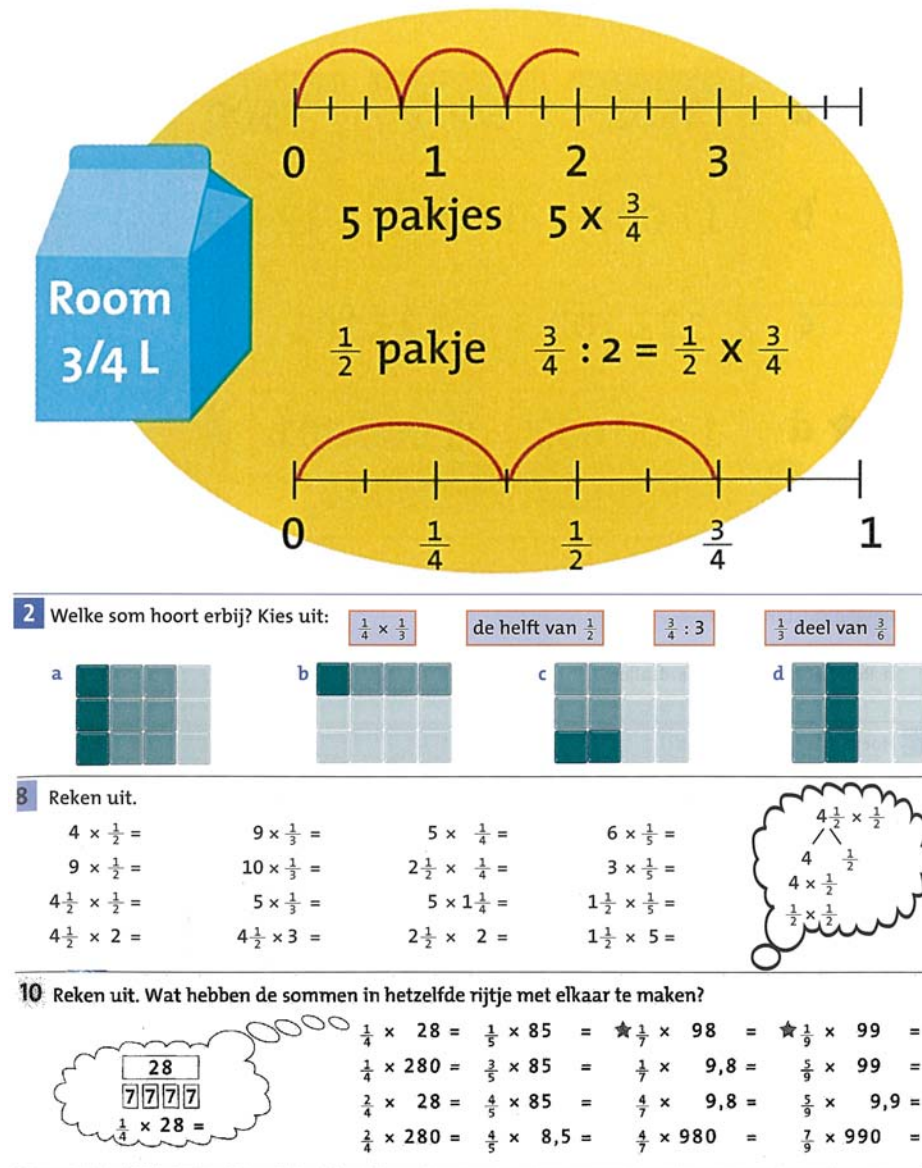 0 1 2 3
5 pakjes 5 x 3/4
Room
3/4 L
1/2 pakje 3/4 : 2 = 1/2 x 3/4
0 1/4 1/2 3/4 1
2 Welke som hoort erbij? Kies uit: 1/4 × 1/3 de helft van 1/2 3/4 : 3 1/3 deel van 3/6
a b c d
8 Reken uit.
4 × 1/2 = 9 × 1/3 = 5 × 1/4 = 6 × 1/5 =
9 × 1/2 = 10 × 1/3 = 2 1/2 × 1/4 = 3 × 1/5 =
4 1/2 × 1/2 = 5 × 1/3 = 5 × 1 1/4 = 1 1/2 × 1/5 =
4 1/2 × 2 = 4 1/2 × 3 = 2 1/2 × 2 = 1 1/2 × 5 =
4 1/2 × 1/2
4 1/2
4 × 1/2
1/2 × 1/2
10 Reken uit. Wat hebben de sommen in hetzelfde rijtje met elkaar te maken?
28
7 7 7 7
1/4 × 28 =
1/4 × 28 = 1/5 × 85 = ★ 1/7 × 98 = ★ 1/9 × 99 =
1/4 × 280 = 3/5 × 85 = 1/7 × 9,8 = 5/9 × 99 =
2/4 × 28 = 4/5 × 85 = 4/7 × 9,8 = 5/9 × 9,9 =
2/4 × 280 = 4/5 × 8,5 = 4/7 × 980 = 7/9 × 990 =